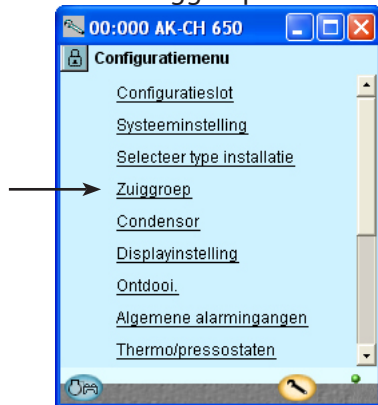 00:000 AK-CH 650
Configuratiemenu
Configuratieslot
Systeeminstelling
Selecteer type installatie
Zuiggroep
Condensor
Displayinstelling
Ontdooi.
Algemene alarmingangen
Thermo/pressostaten